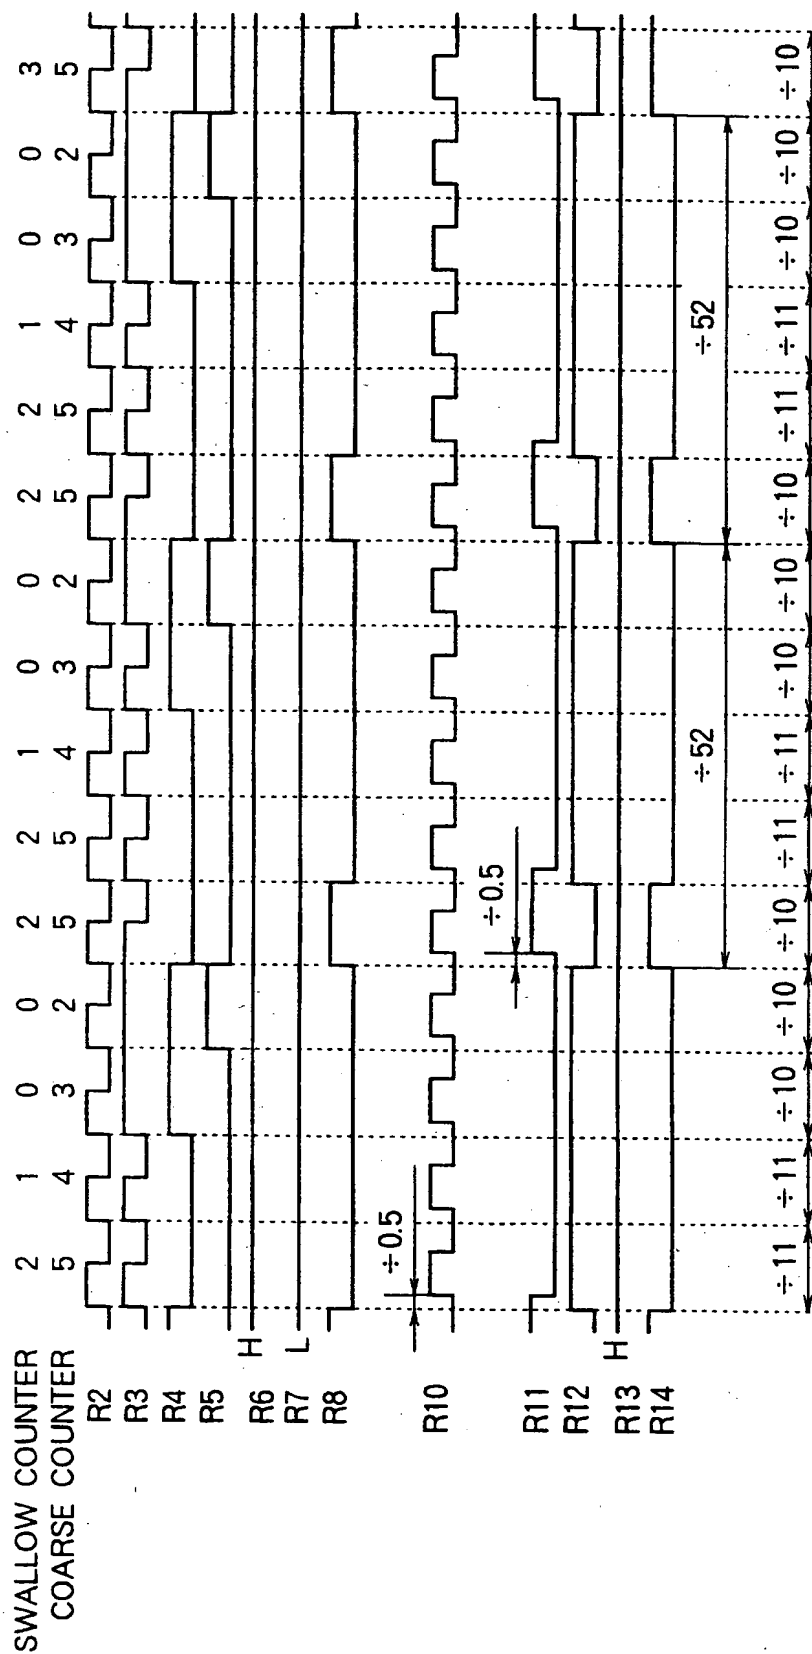 SWALLOW COUNTER 2 1 0 0 2 2 1 0 0 2 2 1 0 0 3
COARSE COUNTER 5 4 3 2 5 5 4 3 2 5 5 4 3 2 5
R2
R3
R4
R5
R6 H
R7 L
R8
÷0.5
R10
÷0.5
R11
R12
R13 H
R14
÷52 ÷52
÷11 ÷11 ÷10 ÷10 ÷10 ÷11 ÷11 ÷10 ÷10 ÷10 ÷11 ÷11 ÷10 ÷10 ÷10